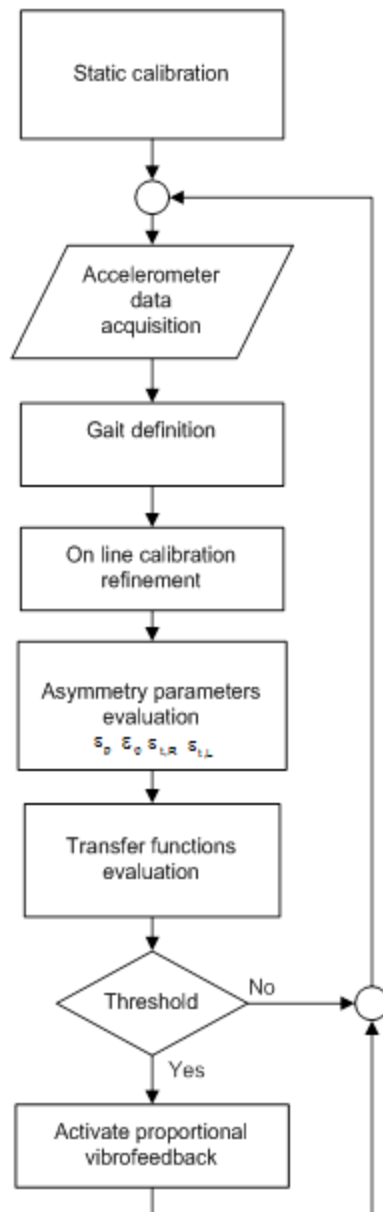 Static calibration
Accelerometer
data
acquisition
Gait definition
On line calibration
refinement
Asymmetry parameters
evaluation
Transfer functions
evaluation
Threshold
No
Yes
Activate proportional
vibrofeedback